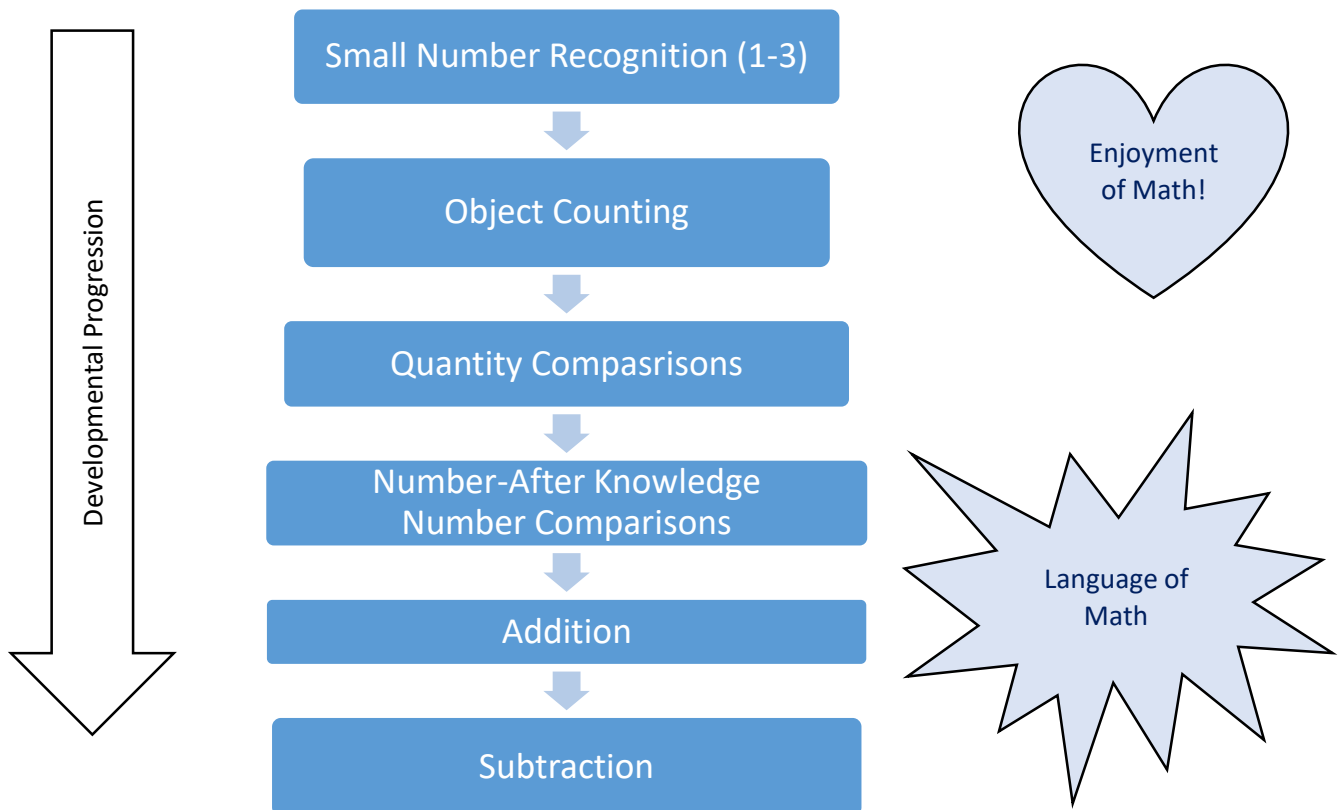 Developmental Progression
Small Number Recognition (1-3)
Object Counting
Quantity Compasrisons
Number-After Knowledge
Number Comparisons
Addition
Subtraction
Enjoyment
of Math!
Language of
Math